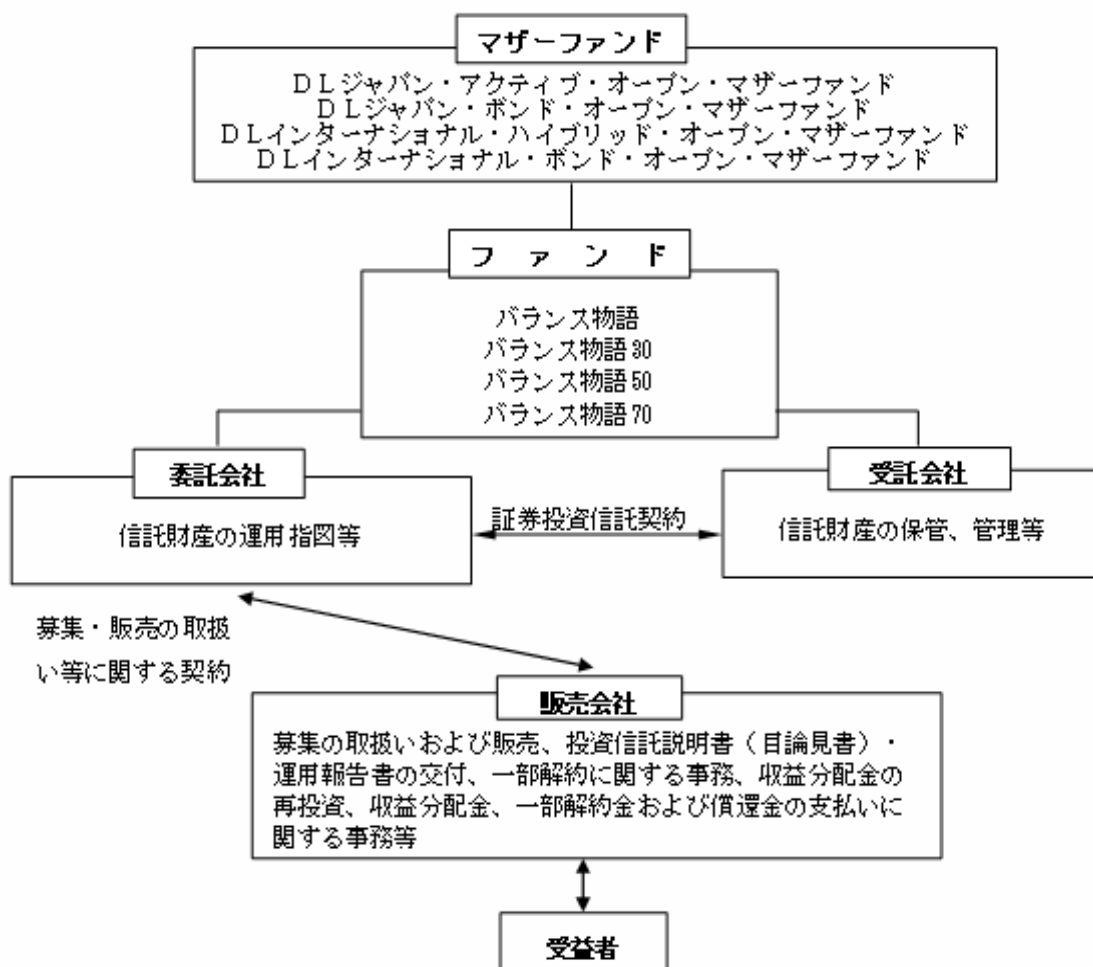 マザーファンド
ＤＬジャパン・アクティブ・オープン・マザーファンド
ＤＬジャパン・ボンド・オープン・マザーファンド
ＤＬインターナショナル・ハイブリッド・オープン・マザーファンド
ＤＬインターナショナル・ボンド・オープン・マザーファンド
ファンド
バランス物語
バランス物語30
バランス物語50
バランス物語70
委託会社
受託会社
信託財産の運用指図等
証券投資信託契約
信託財産の保管、管理等
募集・販売の取扱
い等に関する契約
販売会社
募集の取扱いおよび販売、投資信託説明書（目論見書）・
運用報告書の交付、一部解約に関する事務、収益分配金の
再投資、収益分配金、一部解約金および償還金の支払いに
関する事務等
受益者